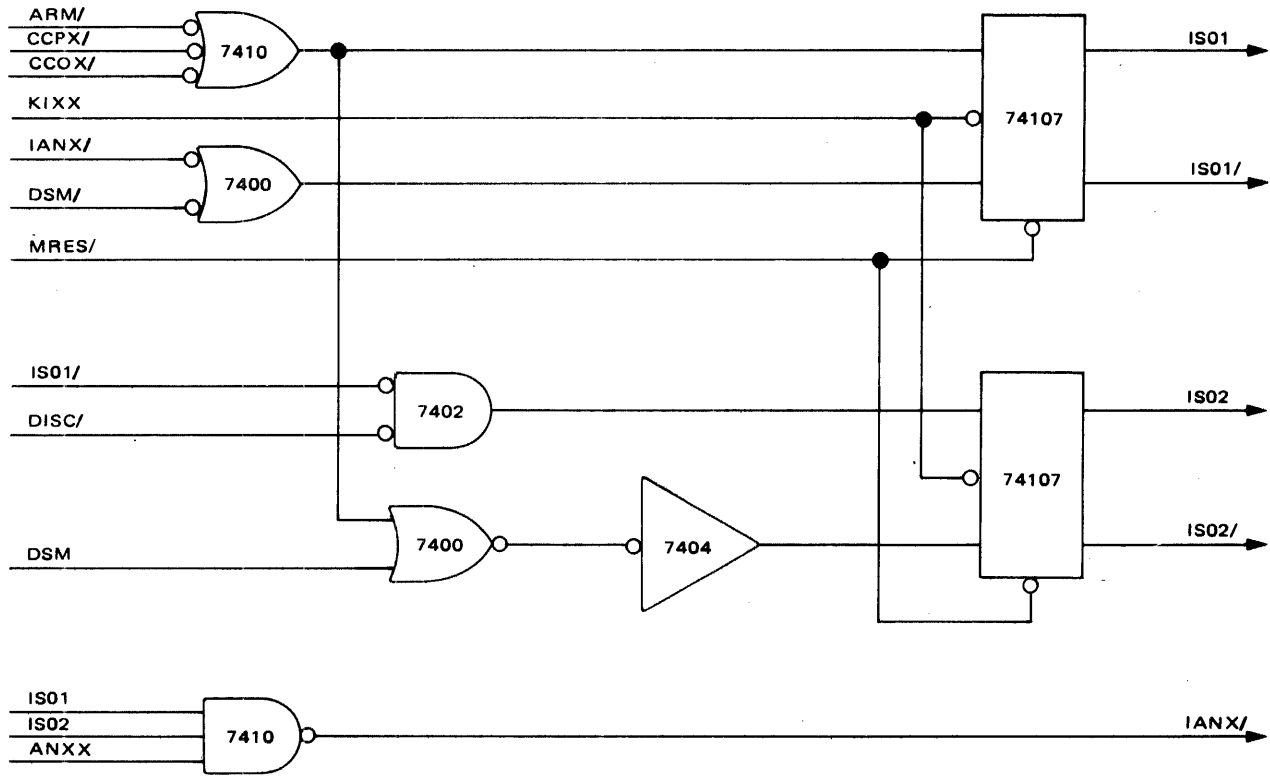 ARM/
CCPX/
CCOX/
7410
IS01
KIXX
74107
IANX/
7400
IS01/
DSM/
MRES/
IS01/
7402
IS02
DISC/
74107
7400
7404
IS02/
DSM
IS01
IS02
7410
IANX/
ANXX